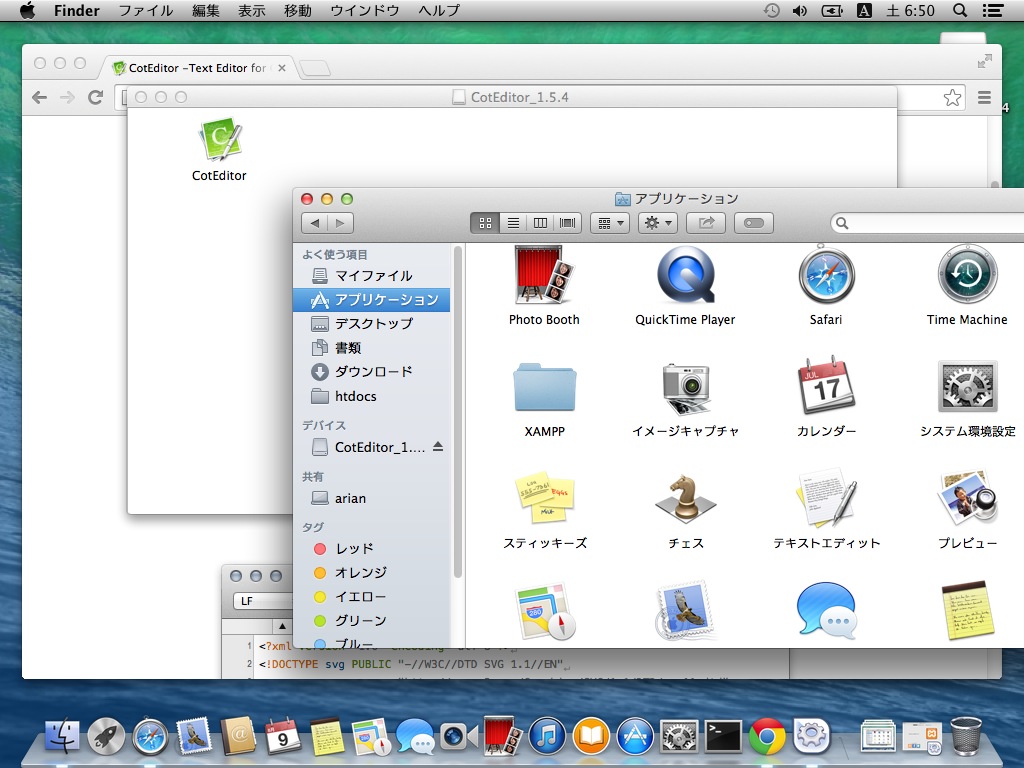 Finder ファイル 編集 表示 移動 ウインドウ ヘルプ A 土 6:50
CotEditor -Text Editor for
CotEditor_1.5.4
4
CotEditor
アプリケーション
よく使う項目
マイファイル
アプリケーション
デスクトップ
書類
ダウンロード
htdocs
デバイス
CotEditor_1....
共有
arian
タグ
レッド
オレンジ
イエロー
グリーン
ブルー
Photo Booth QuickTime Player Safari Time Machine
JUL 17
XAMPP イメージキャプチャ カレンダー システム環境設定
スティッキーズ チェス テキストエディット プレビュー
280
LF
1 <?xml
2 <!DOCTYPE svg PUBLIC "-//W3C//DTD SVG 1.1//EN"
9